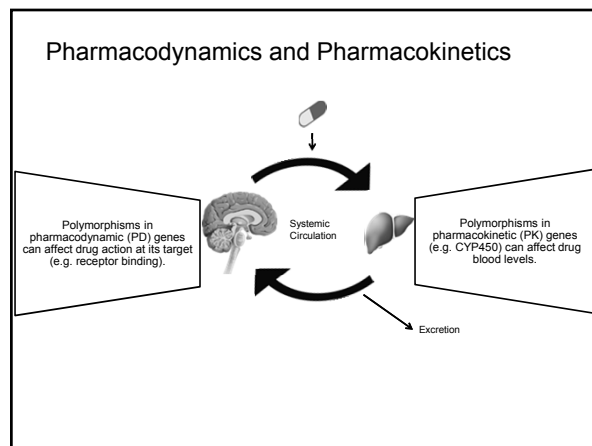 Pharmacodynamics and Pharmacokinetics
Polymorphisms in
pharmacodynamic (PD) genes
can affect drug action at its target
(e.g. receptor binding).
Systemic
Circulation
Polymorphisms in
pharmacokinetic (PK) genes
(e.g. CYP450) can affect drug
blood levels.
Excretion